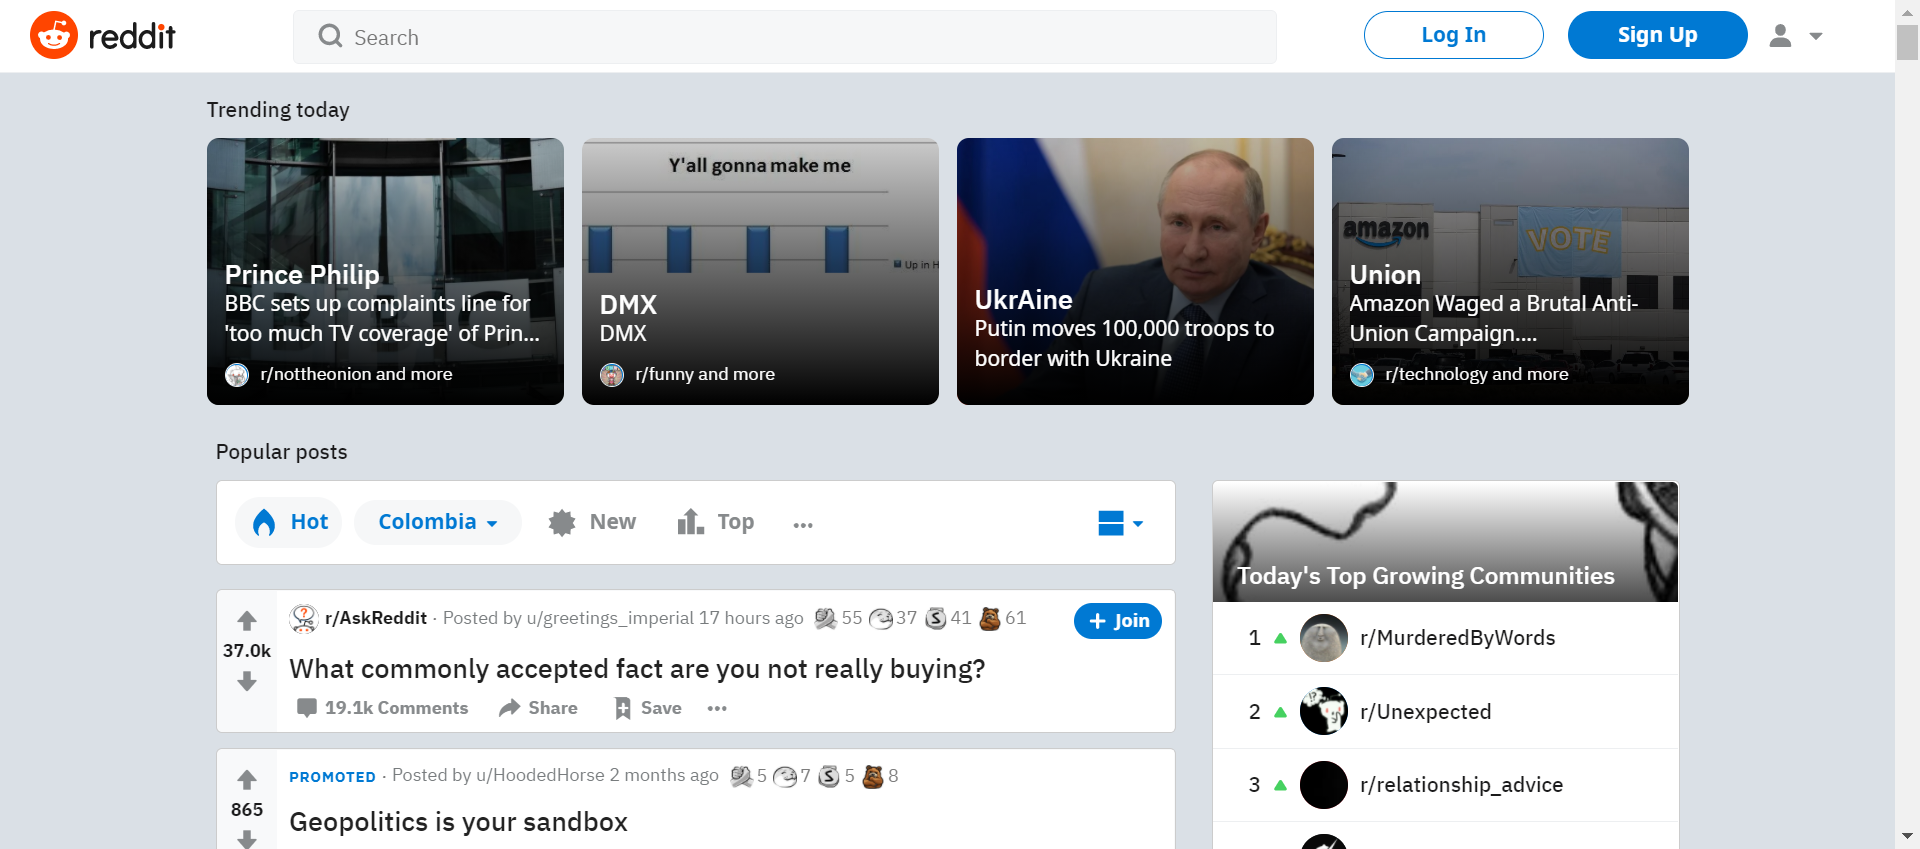 reddit
Search
Log In
Sign Up
Trending today
Prince Philip
BBC sets up complaints line for
'too much TV coverage' of Prin...
r/nottheonion and more
Y'all gonna make me
Up in H
DMX
DMX
r/funny and more
UkrAine
Putin moves 100,000 troops to
border with Ukraine
amazon
VOTE
Union
Amazon Waged a Brutal Anti-
Union Campaign....
r/technology and more
Popular posts
Hot
Colombia
New
Top
...
r/AskReddit · Posted by u/greetings_imperial 17 hours ago 55 37 S 41 61
+ Join
37.0k
What commonly accepted fact are you not really buying?
19.1k Comments
Share
Save
...
PROMOTED · Posted by u/HoodedHorse 2 months ago 5 7 S 5 8
865
Geopolitics is your sandbox
Today's Top Growing Communities
1 r/MurderedByWords
2 r/Unexpected
3 r/relationship_advice